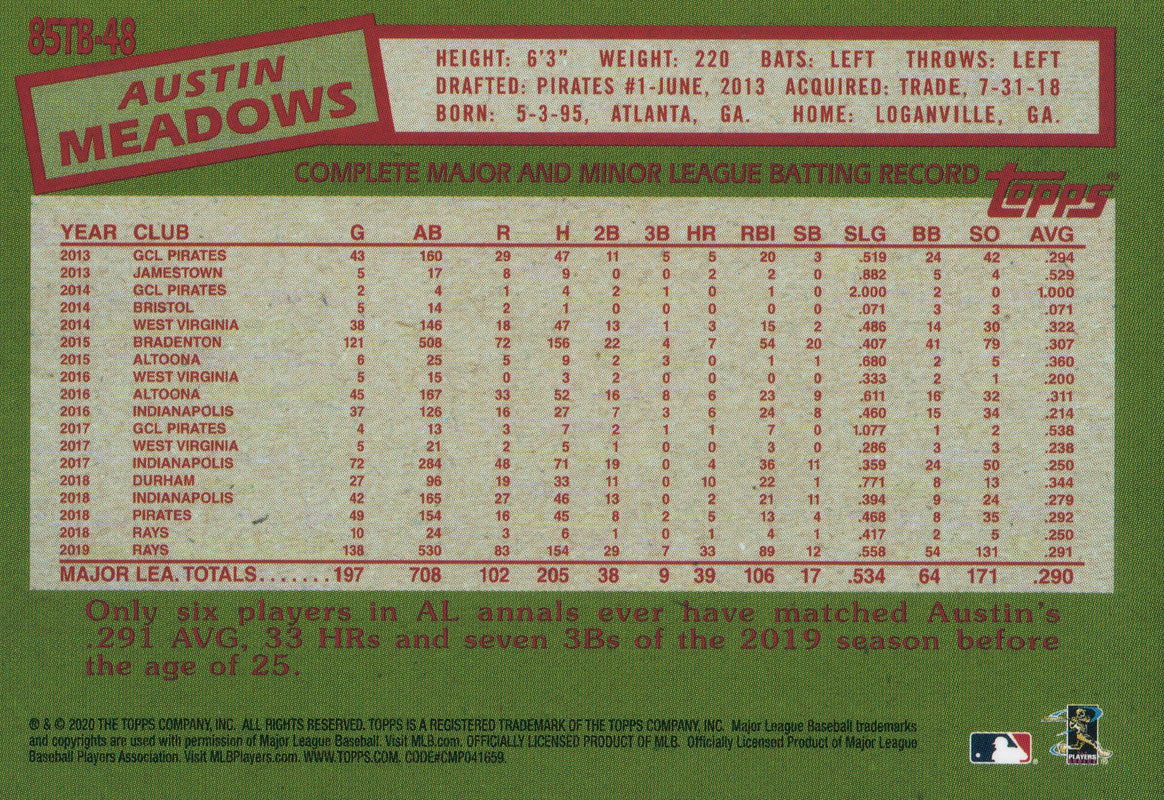 85TB-48
AUSTIN
MEADOWS
HEIGHT: 6'3" WEIGHT: 220 BATS: LEFT THROWS: LEFT
DRAFTED: PIRATES #1-JUNE, 2013 ACQUIRED: TRADE, 7-31-18
BORN: 5-3-95, ATLANTA, GA. HOME: LOGANVILLE, GA.
COMPLETE MAJOR AND MINOR LEAGUE BATTING RECORD
topps
YEAR CLUB G AB R H 2B 3B HR RBI SB SLG BB SO AVG
2013 GCL PIRATES 43 160 29 47 11 5 5 20 3 .519 24 42 .294
2013 JAMESTOWN 5 17 8 9 0 0 2 2 0 .882 5 4 .529
2014 GCL PIRATES 2 4 1 4 2 1 0 1 0 2.000 2 0 1.000
2014 BRISTOL 5 14 2 1 0 0 0 0 0 .071 3 3 .071
2014 WEST VIRGINIA 38 146 18 47 13 1 3 15 2 .486 14 30 .322
2015 BRADENTON 121 508 72 156 22 4 7 54 20 .407 41 79 .307
2015 ALTOONA 6 25 5 9 2 3 0 1 1 .680 2 5 .360
2016 WEST VIRGINIA 5 15 0 3 2 0 0 0 0 .333 2 1 .200
2016 ALTOONA 45 167 33 52 16 8 6 23 9 .611 16 32 .311
2016 INDIANAPOLIS 37 126 16 27 7 3 6 24 8 .460 15 34 .214
2017 GCL PIRATES 4 13 3 7 2 1 1 7 0 1.077 1 2 .538
2017 WEST VIRGINIA 5 21 2 5 1 0 0 0 0 .286 3 3 .238
2017 INDIANAPOLIS 72 284 48 71 19 0 4 36 11 .359 24 50 .250
2018 DURHAM 27 96 19 33 11 0 10 22 1 .771 8 13 .344
2018 INDIANAPOLIS 42 165 27 46 13 0 2 21 11 .394 9 24 .279
2018 PIRATES 49 154 16 45 8 2 5 13 4 .468 8 35 .292
2018 RAYS 10 24 3 6 1 0 1 4 1 .417 2 5 .250
2019 RAYS 138 530 83 154 29 7 33 89 12 .558 54 131 .291
MAJOR LEA. TOTALS.......197 708 102 205 38 9 39 106 17 .534 64 171 .290
Only six players in AL annals ever have matched Austin's
.291 AVG, 33 HRs and seven 3Bs of the 2019 season before
the age of 25.
® & © 2020 THE TOPPS COMPANY, INC. ALL RIGHTS RESERVED. TOPPS IS A REGISTERED TRADEMARK OF THE TOPPS COMPANY, INC. Major League Baseball trademarks
and copyrights are used with permission of Major League Baseball. Visit MLB.com. OFFICIALLY LICENSED PRODUCT OF MLB. Officially Licensed Product of Major League
Baseball Players Association. Visit MLBPlayers.com. WWW.TOPPS.COM. CODE#CMP041659.
PLAYERS